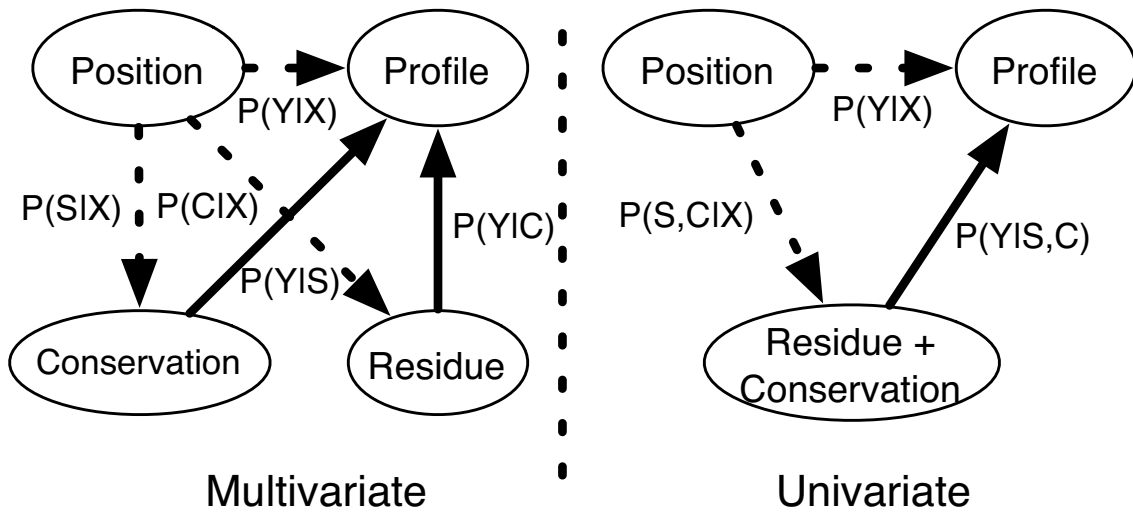 Position
Profile
P(Y|X)
P(S|X)
P(C|X)
P(Y|C)
P(Y|S)
Conservation
Residue
Multivariate
Position
Profile
P(Y|X)
P(S,C|X)
P(Y|S,C)
Residue +
Conservation
Univariate